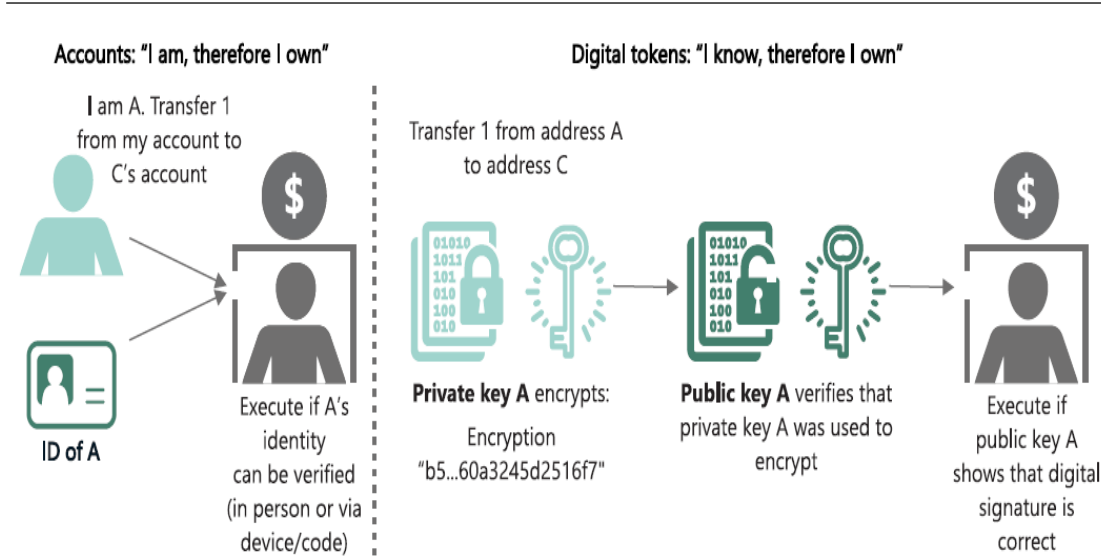 Accounts: “I am, therefore I own”
I am A. Transfer 1
from my account to
C’s account
$
ID of A
Execute if A’s
identity
can be verified
(in person or via
device/code)
Digital tokens: “I know, therefore I own”
Transfer 1 from address A
to address C
01010
1011
101
010
100
010
Private key A encrypts:
Encryption
“b5...60a3245d2516f7"
01010
1011
101
010
100
010
Public key A verifies that
private key A was used to
encrypt
$
Execute if
public key A
shows that digital
signature is
correct